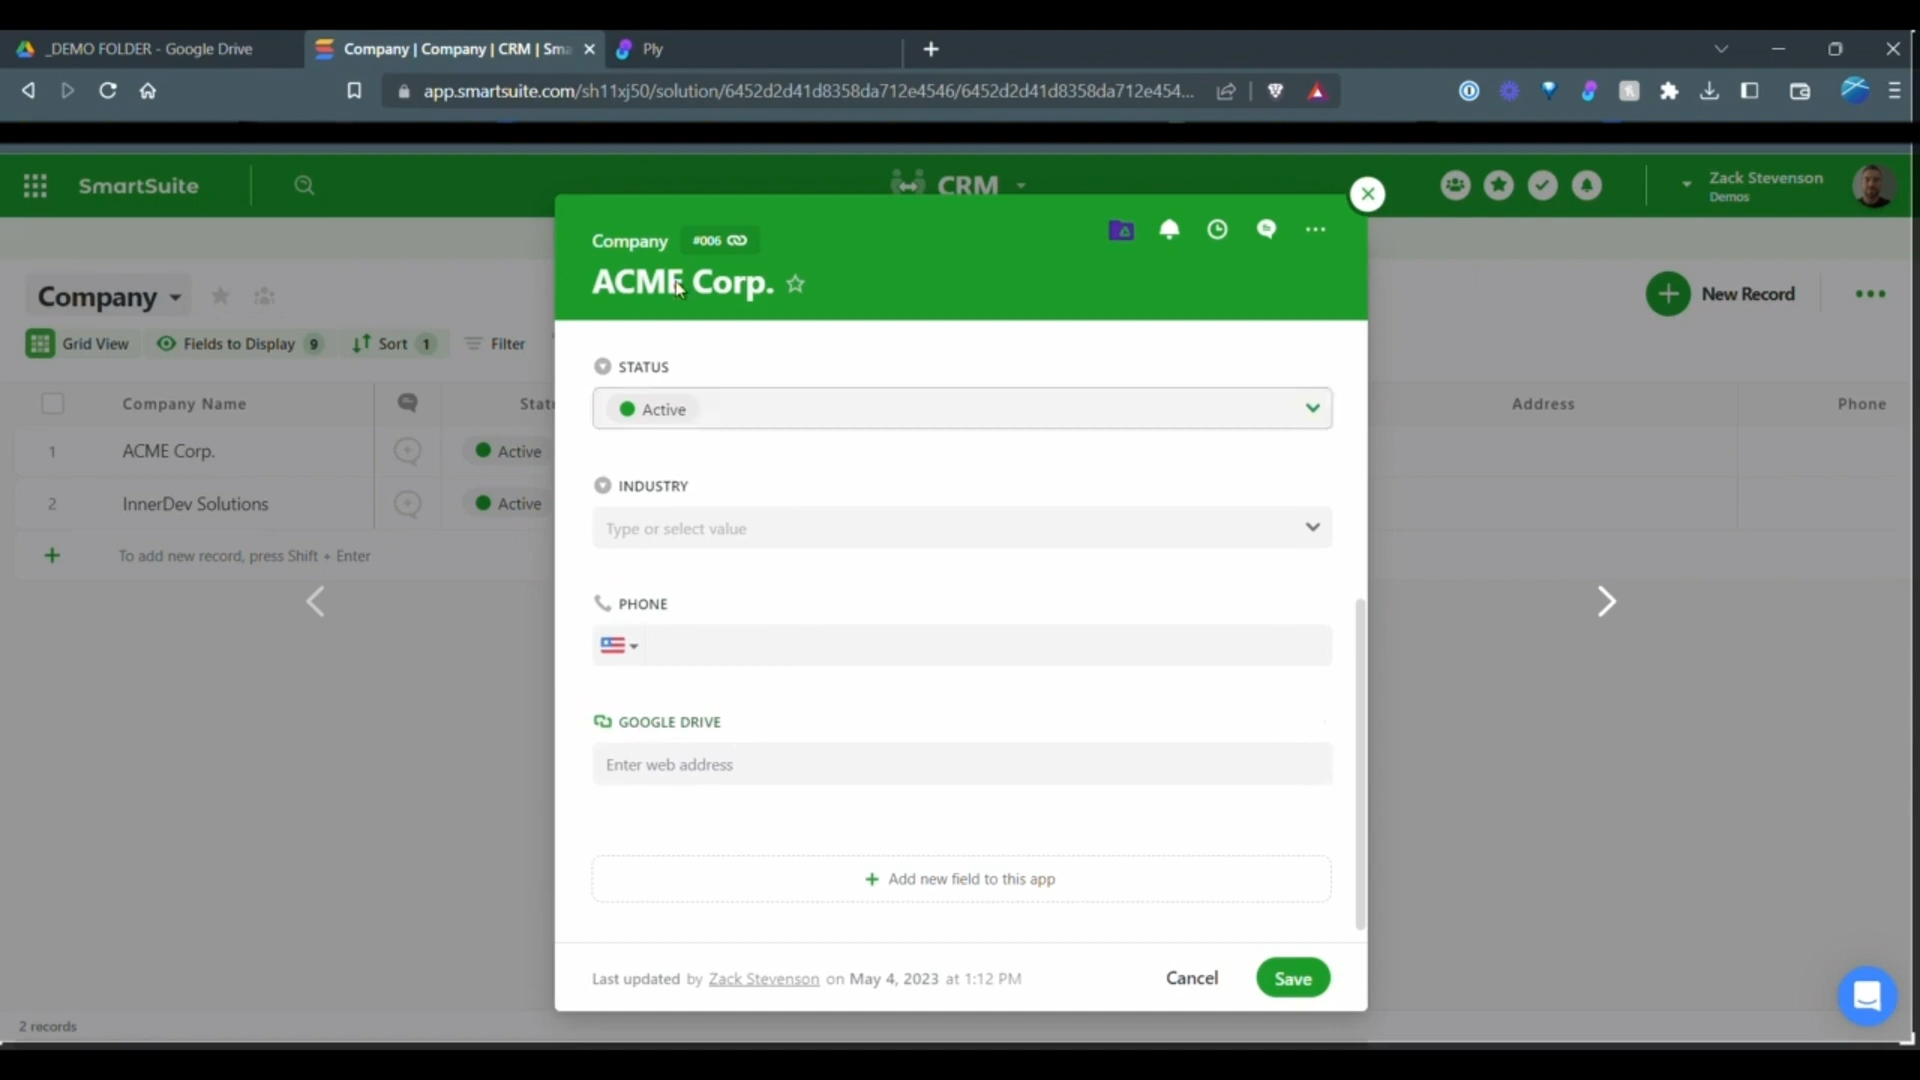 _DEMO FOLDER - Google Drive
Company | Company | CRM | Sma
Ply
app.smartsuite.com/sh11xj50/solution/6452d2d41d8358da712e4546/6452d2d41d8358da712e454...
SmartSuite
CRM
Zack Stevenson
Demos
Company
#006
ACME Corp.
Company
New Record
Grid View
Fields to Display 9
Sort 1
Filter
Company Name
Statu
Address
Phone
1 ACME Corp. Active
2 InnerDev Solutions Active
To add new record, press Shift + Enter
STATUS
Active
INDUSTRY
Type or select value
PHONE
GOOGLE DRIVE
Enter web address
Add new field to this app
Last updated by Zack Stevenson on May 4, 2023 at 1:12 PM
Cancel
Save
2 records